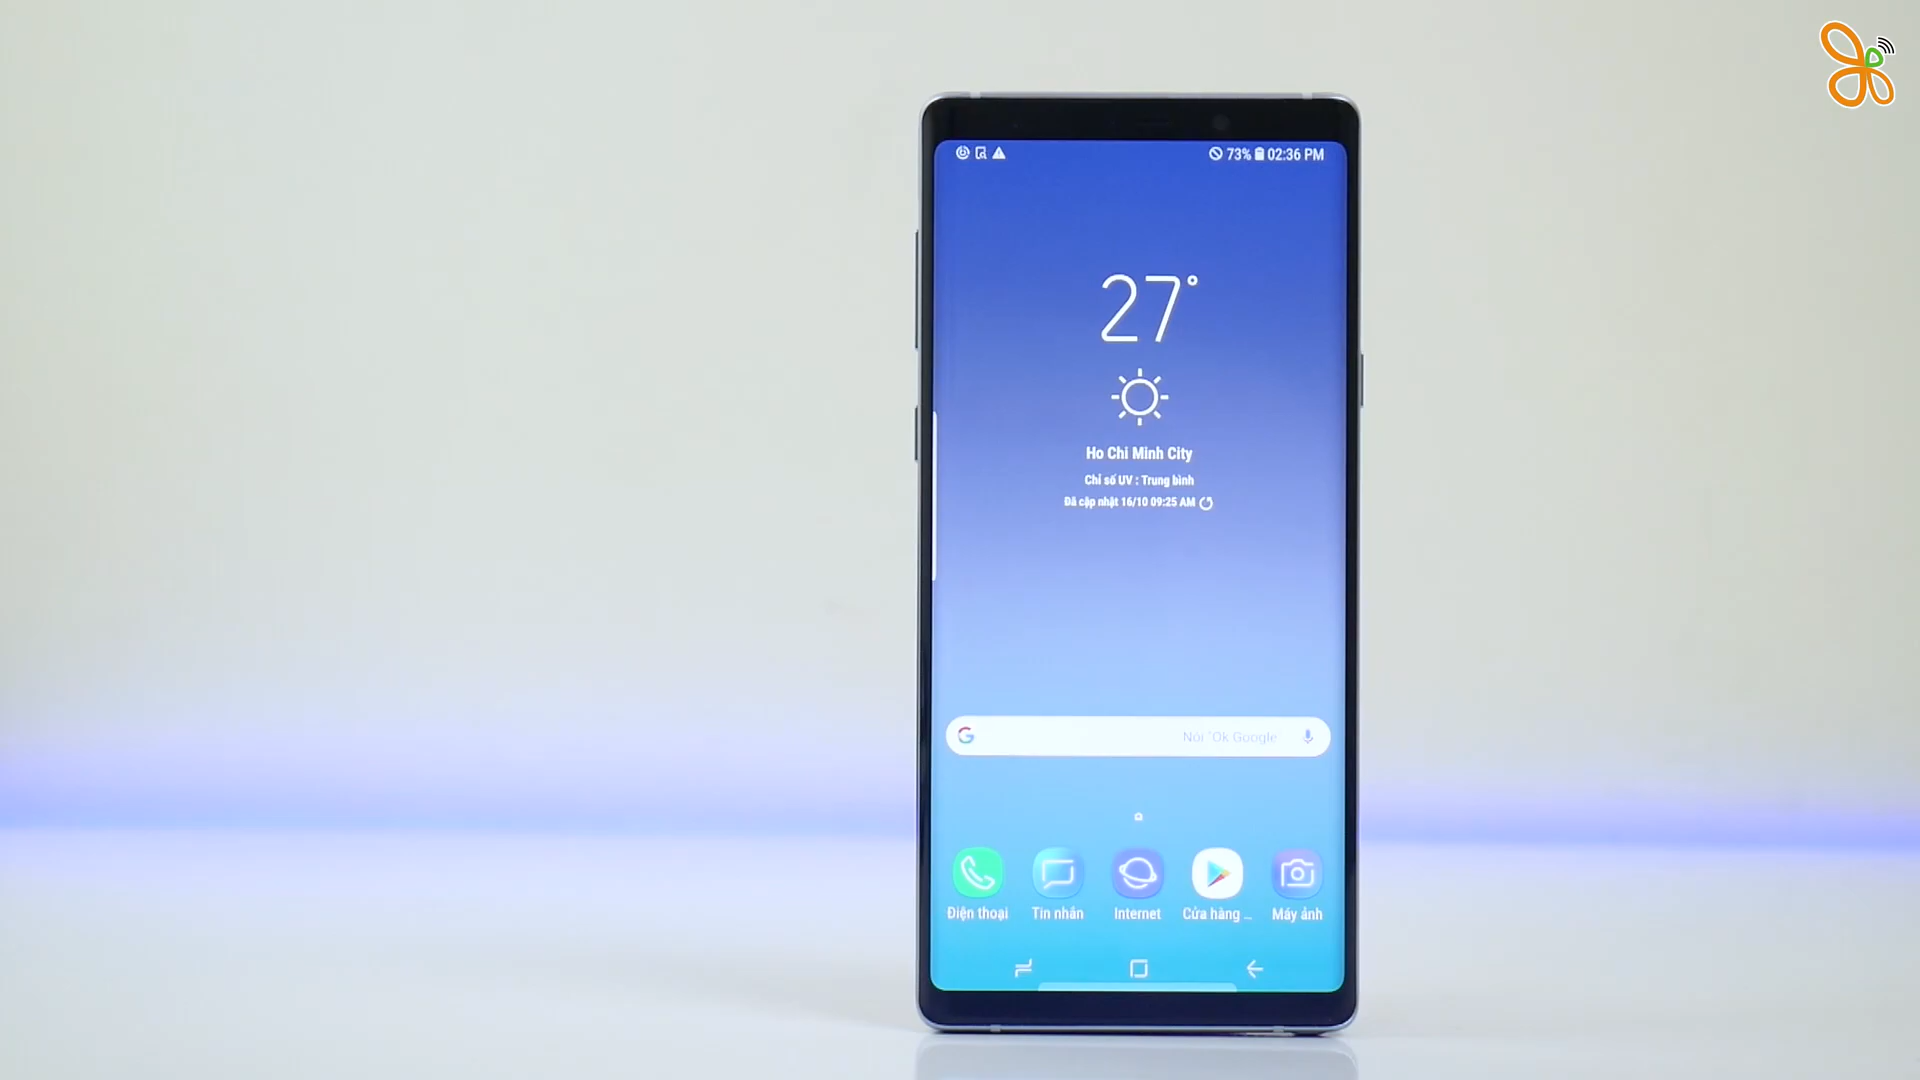 73% 02:36 PM
27°
Ho Chi Minh City
Chỉ số UV : Trung bình
Đã cập nhật 16/10 09:25 AM
G Nói "Ok Google
Điện thoại Tin nhắn Internet Cửa hàng ... Máy ảnh